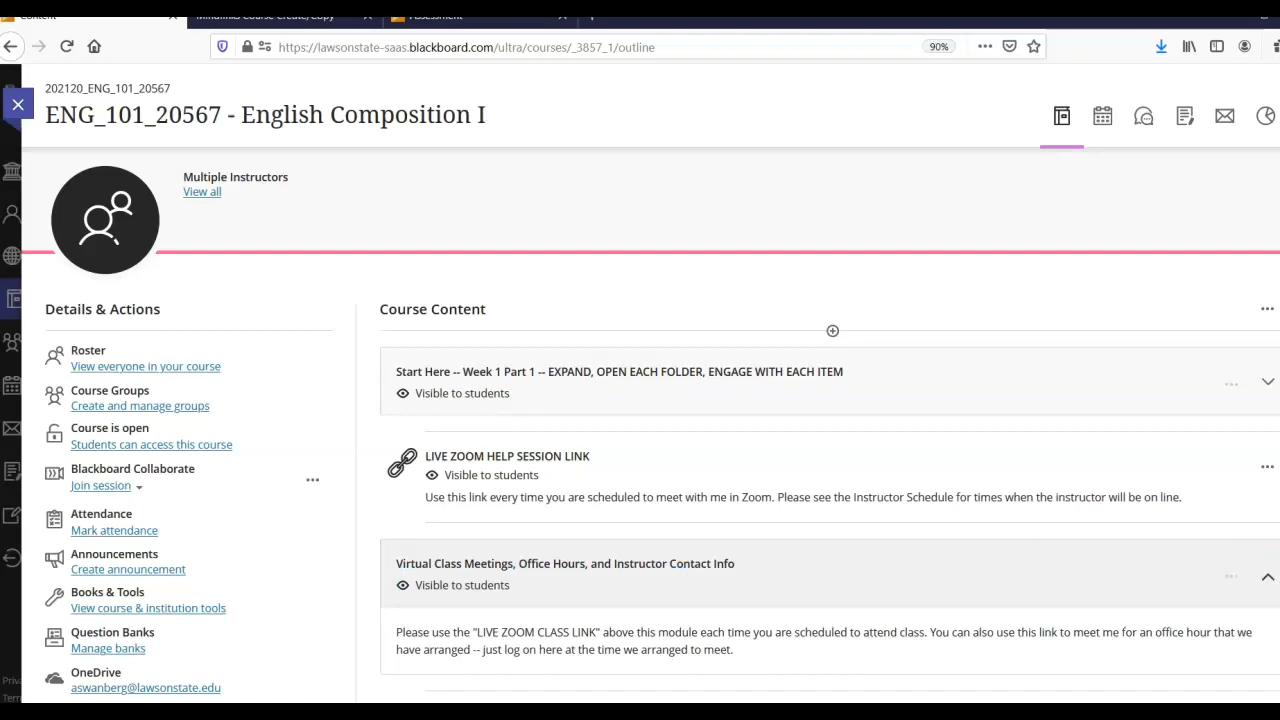 Content
Mindlinks Course Create/Copy
Assessment
https://lawsonstate-saas.blackboard.com/ultra/courses/_3857_1/outline
90%
202120_ENG_101_20567
ENG_101_20567 - English Composition I
Multiple Instructors
View all
Details & Actions
Roster
View everyone in your course
Course Groups
Create and manage groups
Course is open
Students can access this course
Blackboard Collaborate
Join session
Attendance
Mark attendance
Announcements
Create announcement
Books & Tools
View course & institution tools
Question Banks
Manage banks
OneDrive
aswanberg@lawsonstate.edu
Priva
Term
Course Content
Start Here -- Week 1 Part 1 -- EXPAND, OPEN EACH FOLDER, ENGAGE WITH EACH ITEM
Visible to students
LIVE ZOOM HELP SESSION LINK
Visible to students
Use this link every time you are scheduled to meet with me in Zoom. Please see the Instructor Schedule for times when the instructor will be on line.
Virtual Class Meetings, Office Hours, and Instructor Contact Info
Visible to students
Please use the "LIVE ZOOM CLASS LINK" above this module each time you are scheduled to attend class. You can also use this link to meet me for an office hour that we
have arranged -- just log on here at the time we arranged to meet.